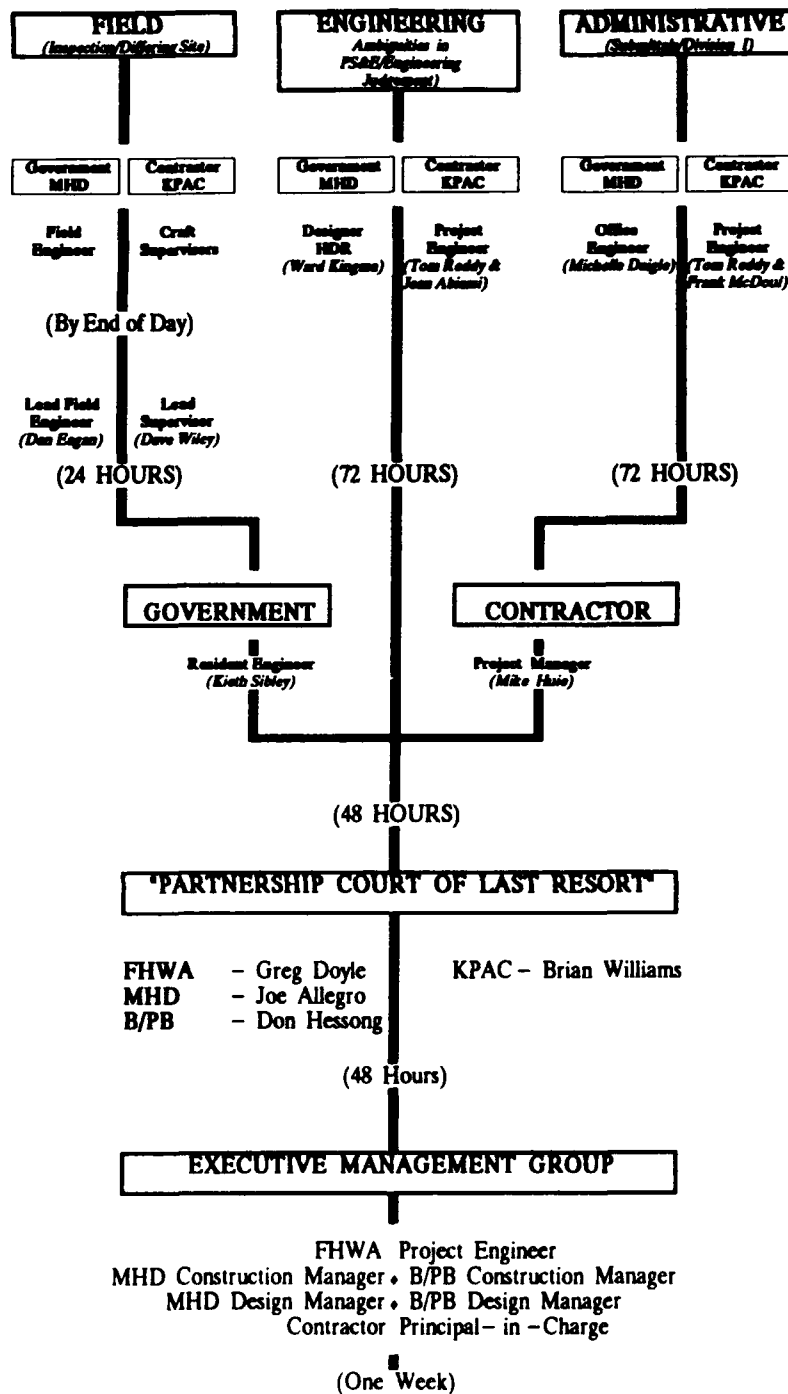 FIELD
(Inspection/Differing Site)
ENGINEERING
Ambiguities in
PS&E/Engineering
Judgement)
ADMINISTRATIVE
(Submittals/Division I)
Government
MHD
Contractor
KPAC
Government
MHD
Contractor
KPAC
Government
MHD
Contractor
KPAC
Field
Engineer
Craft
Supervisors
Designer
HDR
(Ward Kingma)
Project
Engineer
(Tom Reddy &
Office
Engineer
(Michelle Daigle)
Project
Engineer
(Tom Reddy &
Frank McDoul)
(By End of Day)
Lead Field
Engineer
(Dan Eagan)
Lead
Supervisor
(Dave Wiley)
(24 HOURS)
(72 HOURS)
(72 HOURS)
GOVERNMENT
CONTRACTOR
Resident Engineer
(Kieth Sibley)
Project Manager
(Mike Huie)
(48 HOURS)
"PARTNERSHIP COURT OF LAST RESORT"
FHWA – Greg Doyle KPAC – Brian Williams
MHD – Joe Allegro
B/PB – Don Hessong
(48 Hours)
EXECUTIVE MANAGEMENT GROUP
FHWA Project Engineer
MHD Construction Manager ♦ B/PB Construction Manager
MHD Design Manager ♦ B/PB Design Manager
Contractor Principal– in –Charge
(One Week)